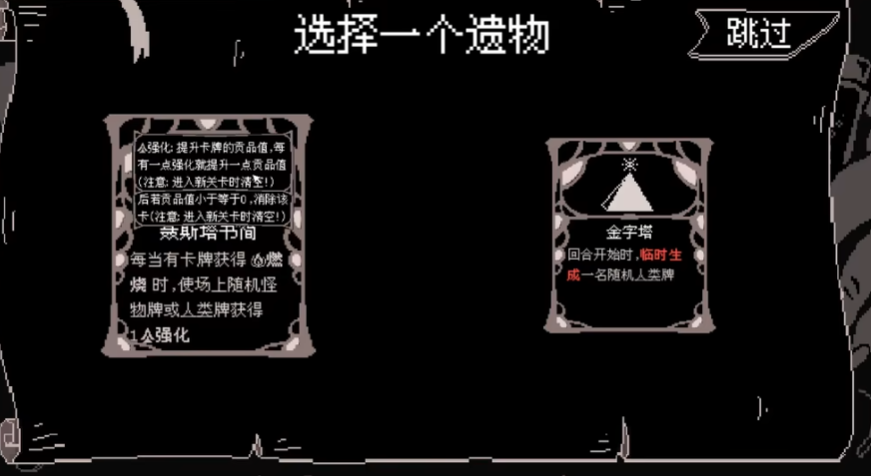 选择一个遗物
跳过
强化: 提升卡牌的贡品值,每
有一点强化就提升一点贡品值
(注意: 进入新关卡时清空!)
后若贡品值小于等于0,消除该
卡(注意: 进入新关卡时清空!)
斯塔书简
每当有卡牌获得 燃
烧 时,使场上随机怪
物牌或人类牌获得
1 强化
金字塔
回合开始时,临时生
成一名随机人类牌